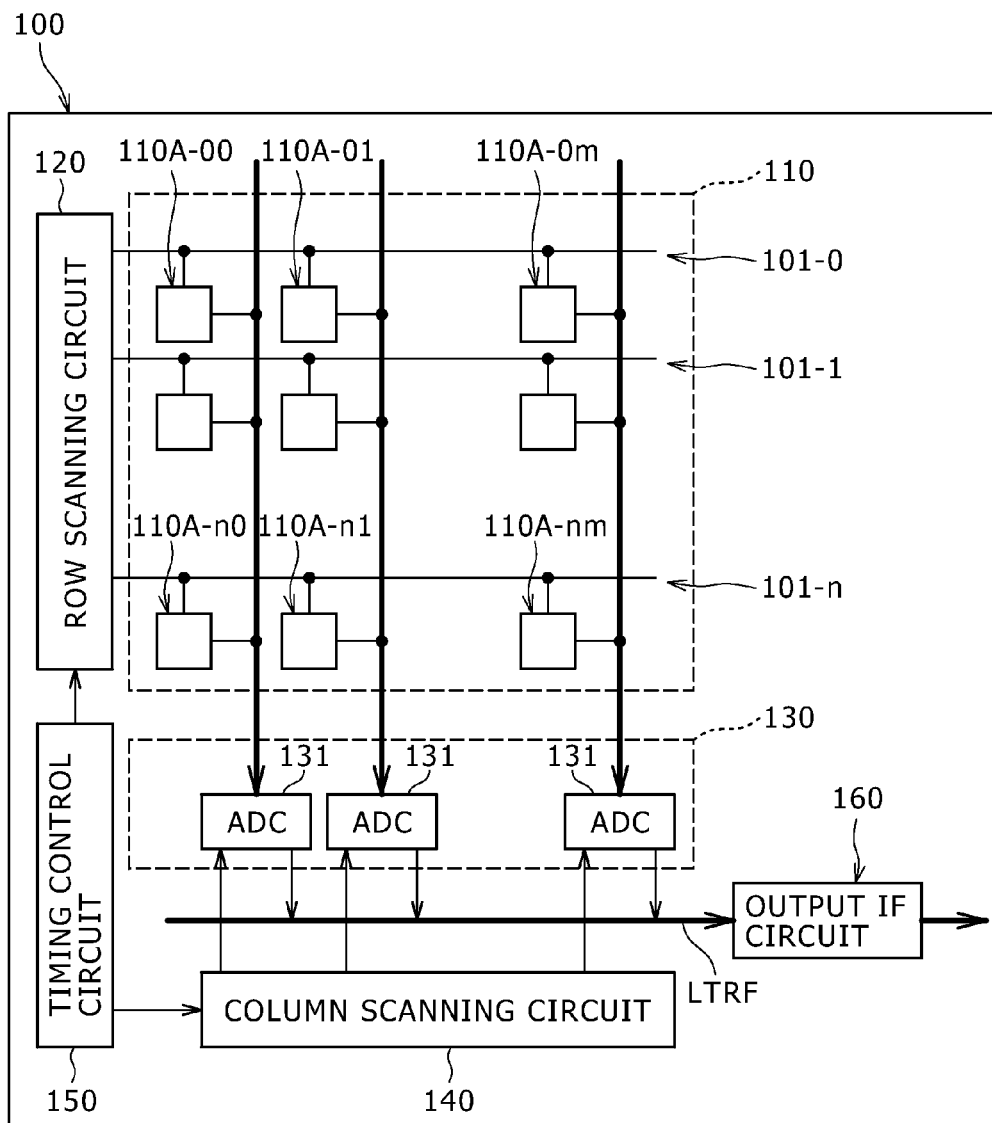 100
120
110A-00
110A-01
110A-0m
110
101-0
101-1
ROW SCANNING CIRCUIT
110A-n0
110A-n1
110A-nm
101-n
130
131
131
131
ADC
ADC
ADC
160
TIMING CONTROL
CIRCUIT
OUTPUT IF
CIRCUIT
LTRF
COLUMN SCANNING CIRCUIT
150
140